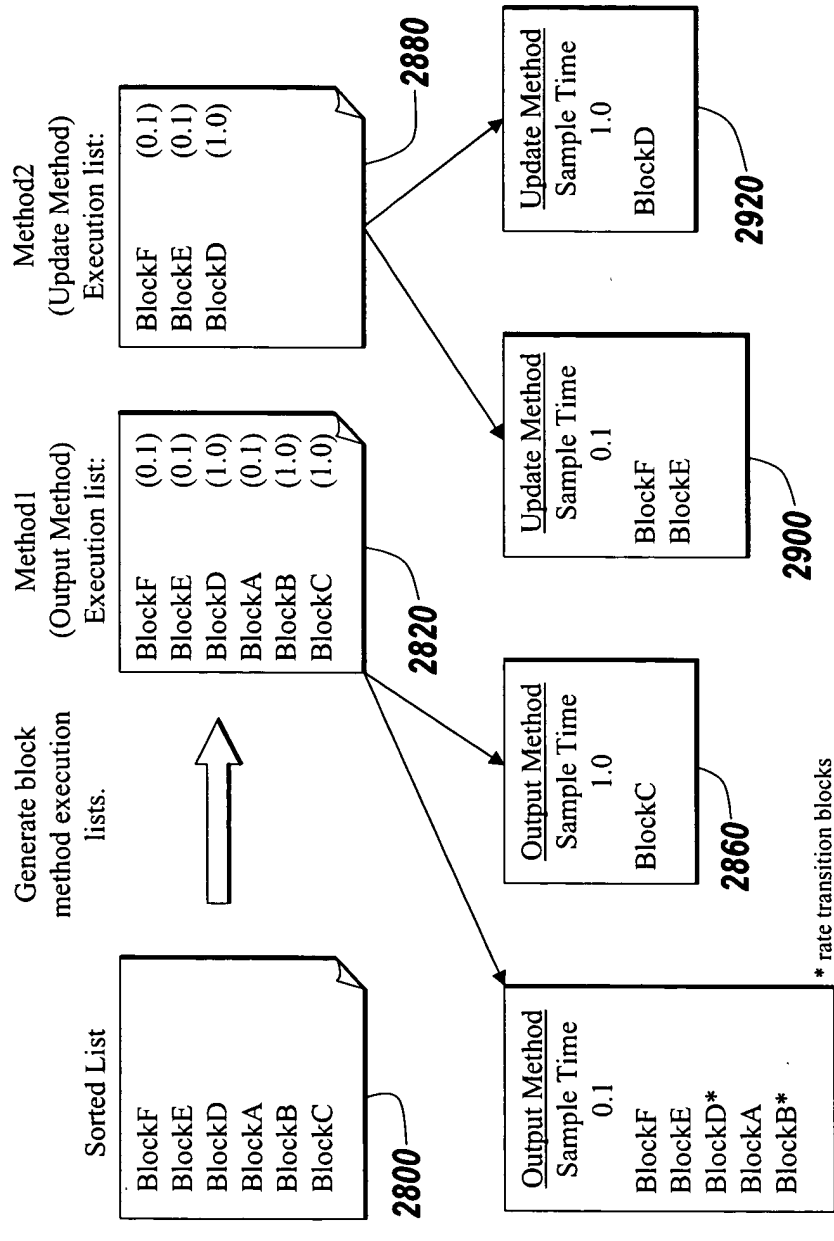 Sorted List
BlockF
BlockE
BlockD
BlockA
BlockB
BlockC
2800
Generate block
method execution
lists.
Method1
(Output Method)
Execution list:
BlockF (0.1)
BlockE (0.1)
BlockD (1.0)
BlockA (0.1)
BlockB (1.0)
BlockC (1.0)
2820
Method2
(Update Method)
Execution list:
BlockF (0.1)
BlockE (0.1)
BlockD (1.0)
2880
Output Method
Sample Time
0.1
BlockF
BlockE
BlockD*
BlockA
BlockB*
* rate transition blocks
Output Method
Sample Time
1.0
BlockC
2860
Update Method
Sample Time
0.1
BlockF
BlockE
2900
Update Method
Sample Time
1.0
BlockD
2920